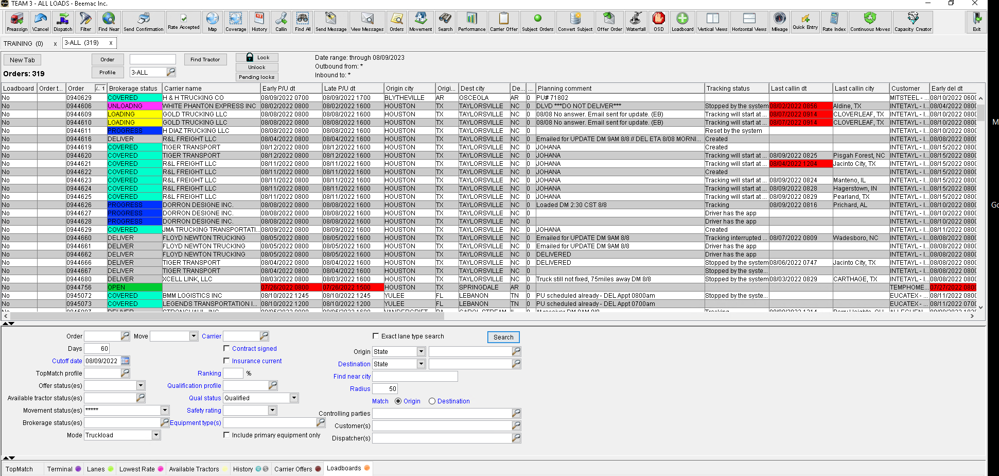 TEAM 3 - ALL LOADS - Beemac Inc.
Preassign \Cancel Dispatch Filter Find Near Send Confirmation Rate Accepted Map Coverage History Callin Find All Send Message View Messages Orders Movement Search Performance Carrier Offer Subject Orders Convert Subject Offer Order Waterfall OSD Loadboard Vertical Views Horizontal Views Mileage Quick Entry Rate Index Continuous Moves Capacity Creator Exit
TRAINING (0) x 3-ALL (319) x
New Tab Order Find Tractor Lock Date range: through 08/09/2023
Unlock Outbound from: *
Orders: 319 Profile 3-ALL Pending locks Inbound to: *
Loadboard Order t... Order 1 Brokerage status Carrier name Early P/U dt Late P/U dt Origin city Origi... Dest city De... ... Planning comment Tracking status Last callin dt Last callin city Customer Early del dt
No 0940629 COVERED H & H TRUCKING CO 08/09/2022 0700 08/09/2022 1700 BLYTHEVILLE AR OSCEOLA AR 0 PU# 71802 MITSTEEL - ... 08/10/2022 0600
No 0944606 UNLOADNG WHITE PHANTON EXPRESS INC 08/02/2022 0800 08/02/2022 1600 HOUSTON TX TAYLORSVILLE NC 0 DLVD ***DO NOT DELIVER*** Stopped by the system 08/02/2022 0856 Aldine, TX INTETAYL - I... 08/04/2022 0800
No 0944609 LOADING GOLD TRUCKING LLC 08/08/2022 0800 08/08/2022 1600 HOUSTON TX TAYLORSVILLE NC 0 08/08 No answer. Email sent for update. (EB) Tracking will start at ... 08/07/2022 0914 CLOVERLEAF, TX INTETAYL - I... 08/10/2022 0800
No 0944610 LOADING GOLD TRUCKING LLC 08/08/2022 0800 08/08/2022 1600 HOUSTON TX TAYLORSVILLE NC 0 08/08 No answer. Email sent for update. (EB) Tracking will start at ... 08/07/2022 0914 CLOVERLEAF, TX INTETAYL - I... 08/10/2022 0800
No 0944611 PROGRESS H DIAZ TRUCKING LLC 08/08/2022 0800 08/08/2022 1600 HOUSTON TX TAYLORSVILLE NC 0 Reset by the system INTETAYL - I... 08/10/2022 0800
No 0944616 DELIVER R&L FREIGHT LLC 08/04/2022 0800 08/04/2022 1600 HOUSTON TX TAYLORSVILLE NC 0 Emailed for UPDATE DM 9AM 8/8 // DEL ETA 8/08 MORNI... Created INTETAYL - I... 08/08/2022 0800
No 0944619 COVERED TIGER TRANSPORT 08/12/2022 0800 08/12/2022 1600 HOUSTON TX TAYLORSVILLE NC 0 JOHANA Created INTETAYL - I... 08/15/2022 0800
No 0944620 COVERED TIGER TRANSPORT 08/12/2022 0800 08/12/2022 1600 HOUSTON TX TAYLORSVILLE NC 0 JOHANA Tracking will start at ... 08/09/2022 0825 Pisgah Forest, NC INTETAYL - I... 08/15/2022 0800
No 0944621 COVERED R&L FREIGHT LLC 08/11/2022 0800 08/11/2022 1600 HOUSTON TX TAYLORSVILLE NC 0 JOHANA Tracking will start at ... 08/04/2022 1204 Jacinto City, TX INTETAYL - I... 08/15/2022 0800
No 0944622 COVERED R&L FREIGHT LLC 08/11/2022 0800 08/11/2022 1600 HOUSTON TX TAYLORSVILLE NC 0 JOHANA Created INTETAYL - I... 08/15/2022 0800
No 0944623 COVERED R&L FREIGHT LLC 08/11/2022 0800 08/11/2022 1600 HOUSTON TX TAYLORSVILLE NC 0 JOHANA Tracking will start at ... 08/09/2022 0824 Manteno, IL INTETAYL - I... 08/15/2022 0800
No 0944624 COVERED R&L FREIGHT LLC 08/11/2022 0800 08/11/2022 1600 HOUSTON TX TAYLORSVILLE NC 0 JOHANA Tracking will start at ... 08/09/2022 0828 Hagerstown, IN INTETAYL - I... 08/15/2022 0800
No 0944625 COVERED R&L FREIGHT LLC 08/11/2022 0800 08/11/2022 1600 HOUSTON TX TAYLORSVILLE NC 0 JOHANA Tracking will start at ... 08/09/2022 0829 Pearland, TX INTETAYL - I... 08/15/2022 0800
No 0944626 PROGRESS DORRON DESIGNE INC. 08/08/2022 0800 08/08/2022 1600 HOUSTON TX TAYLORSVILLE NC 0 Loaded DM 2:30 CST 8/8 Tracking 08/09/2022 0816 Prichard, AL INTETAYL - I... 08/10/2022 0800
No 0944627 PROGRESS DORRON DESIGNE INC. 08/08/2022 0800 08/08/2022 1600 HOUSTON TX TAYLORSVILLE NC 0 Driver has the app INTETAYL - I... 08/10/2022 0800
No 0944628 PROGRESS DORRON DESIGNE INC. 08/08/2022 0800 08/08/2022 1600 HOUSTON TX TAYLORSVILLE NC 0 Driver has the app INTETAYL - I... 08/10/2022 0800
No 0944629 COVERED JMA TRUCKING TRANSPORTATI... 08/09/2022 0800 08/09/2022 1600 HOUSTON TX TAYLORSVILLE NC 0 JOHANA Created INTETAYL - I... 08/11/2022 0800
No 0944660 DELIVER FLOYD NEWTON TRUCKING 08/05/2022 0800 08/05/2022 1600 HOUSTON TX TAYLORSVILLE NC 0 Emailed for UPDATE DM 9AM 8/8 Tracking interrupted ... 08/07/2022 0809 Wadesboro, NC INTETAYL - I... 08/08/2022 0800
No 0944661 DELIVER FLOYD NEWTON TRUCKING 08/05/2022 0800 08/05/2022 1600 HOUSTON TX TAYLORSVILLE NC 0 Emailed for UPDATE DM 9AM 8/8 Driver has the app INTETAYL - I... 08/08/2022 0800
No 0944662 DELIVER FLOYD NEWTON TRUCKING 08/05/2022 0800 08/05/2022 1600 HOUSTON TX TAYLORSVILLE NC 0 DELIVERED Driver has the app INTETAYL - I... 08/08/2022 0800
No 0944666 DELIVER TIGER TRANSPORT 08/04/2022 0800 08/04/2022 1600 HOUSTON TX TAYLORSVILLE NC 0 DELIVERED Stopped by the system 08/06/2022 0747 Jacinto City, TX INTETAYL - I... 08/08/2022 0800
No 0944667 DELIVER TIGER TRANSPORT 08/04/2022 0800 08/04/2022 1600 HOUSTON TX TAYLORSVILLE NC 0 Stopped by the syste... INTETAYL - I... 08/08/2022 0800
No 0944680 DELIVER XCELL LINK, LLC 08/03/2022 0800 08/03/2022 1600 HOUSTON TX TAYLORSVILLE NC 0 Truck still not fixed, 75miles away DM 8/8 Stopped by the system 08/03/2022 0829 CARTHAGE, TX INTETAYL - I... 08/08/2022 0800
No 0944756 OPEN 07/26/2022 0800 07/26/2022 1500 HOUSTON TX SPRINGDALE AR 0 TEMPHOME... 07/27/2022 0800
No 0945072 COVERED BMM LOGISTICS INC 08/10/2022 1245 08/10/2022 1245 YULEE FL LEBANON TN 0 PU scheduled already - DEL Appt 0800am Stopped by the syste... EUCATEX - ... 08/11/2022 0800
No 0945073 COVERED LEGENDS TRANSPORTATION I... 08/10/2022 1200 08/10/2022 1200 YULEE FL LEBANON TN 0 PU scheduled already - DEL Appt 0700am EUCATEX - ... 08/11/2022 0700
Order Move Carrier Exact lane type search Search
Days 60 Contract signed Origin State
Cutoff date 08/09/2022 Insurance current Destination State
TopMatch profile Ranking % Find near city
Offer status(es) Qualification profile Radius 50
Available tractor status(es) Qual status Qualified Match Origin Destination
Movement status(es) ***** Safety rating Controlling parties
Brokerage status(es) Equipment type(s) Customer(s)
Mode Truckload Include primary equipment only Dispatcher(s)
TopMatch Terminal Lanes Lowest Rate Available Tractors History Carrier Offers Loadboards